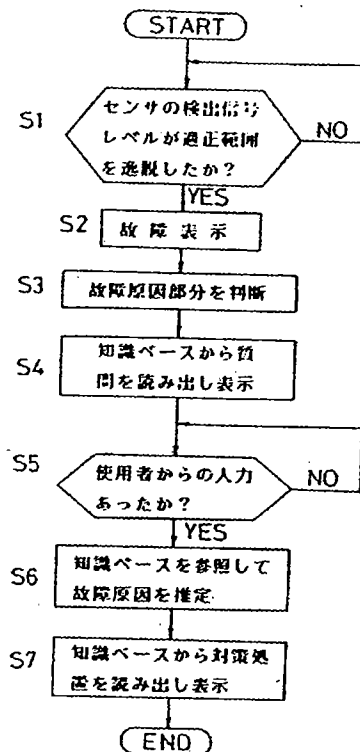 START
S1
センサの検出信号
レベルが適正範囲
を逸脱したか?
NO
YES
S2
故障表示
S3
故障原因部分を判断
S4
知識ベースから質
問を読み出し表示
S5
使用者からの入力
あったか?
NO
YES
S6
知識ベースを参照して
故障原因を推定
S7
知識ベースから対策処
置を読み出し表示
END